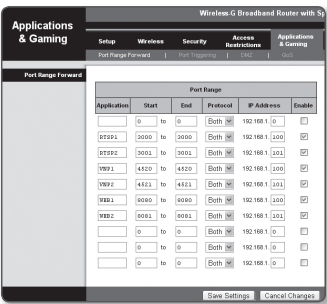 Wireless-G Broadband Router with Sp
Applications
& Gaming
Setup Wireless Security Access Restrictions Applications & Gaming
Port Range Forward | Port Triggering | DMZ | QoS
Port Range Forward
Port Range
Application Start End Protocol IP Address Enable
0 to 0 Both 192.168.1. 0
RTSP1 3000 to 3000 Both 192.168.1. 100
RTSP2 3001 to 3001 Both 192.168.1. 101
VNP1 4520 to 4520 Both 192.168.1. 100
VNP2 4521 to 4521 Both 192.168.1. 101
WEB1 8080 to 8080 Both 192.168.1. 100
WEB2 8081 to 8081 Both 192.168.1. 101
0 to 0 Both 192.168.1. 0
0 to 0 Both 192.168.1. 0
0 to 0 Both 192.168.1. 0
Save Settings Cancel Changes